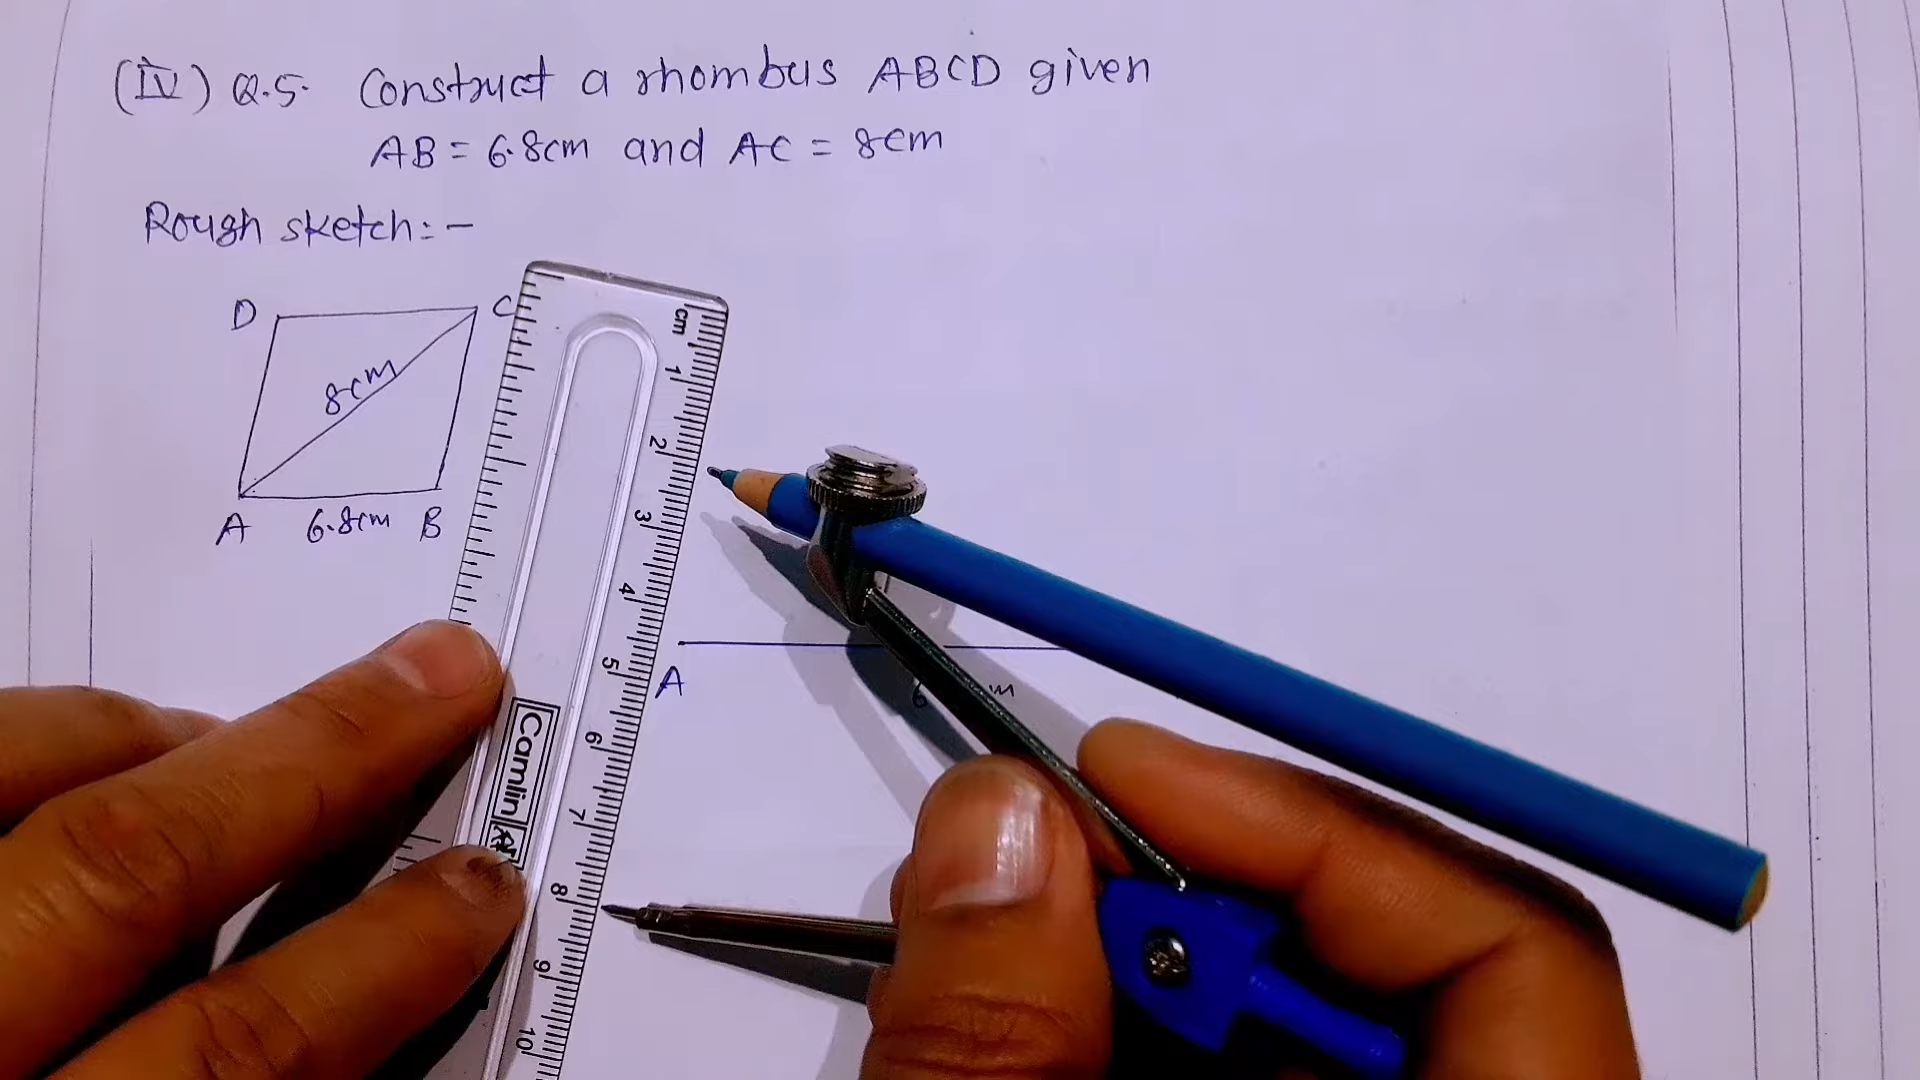 (IV) Q.5. Construct a rhombus ABCD given
AB = 6.8cm and AC = 8cm
Rough sketch:-
D
C
8cm
A 6.8cm B
cm
1
2
3
4
5
6
7
8
9
10
Camlin
A
6 m